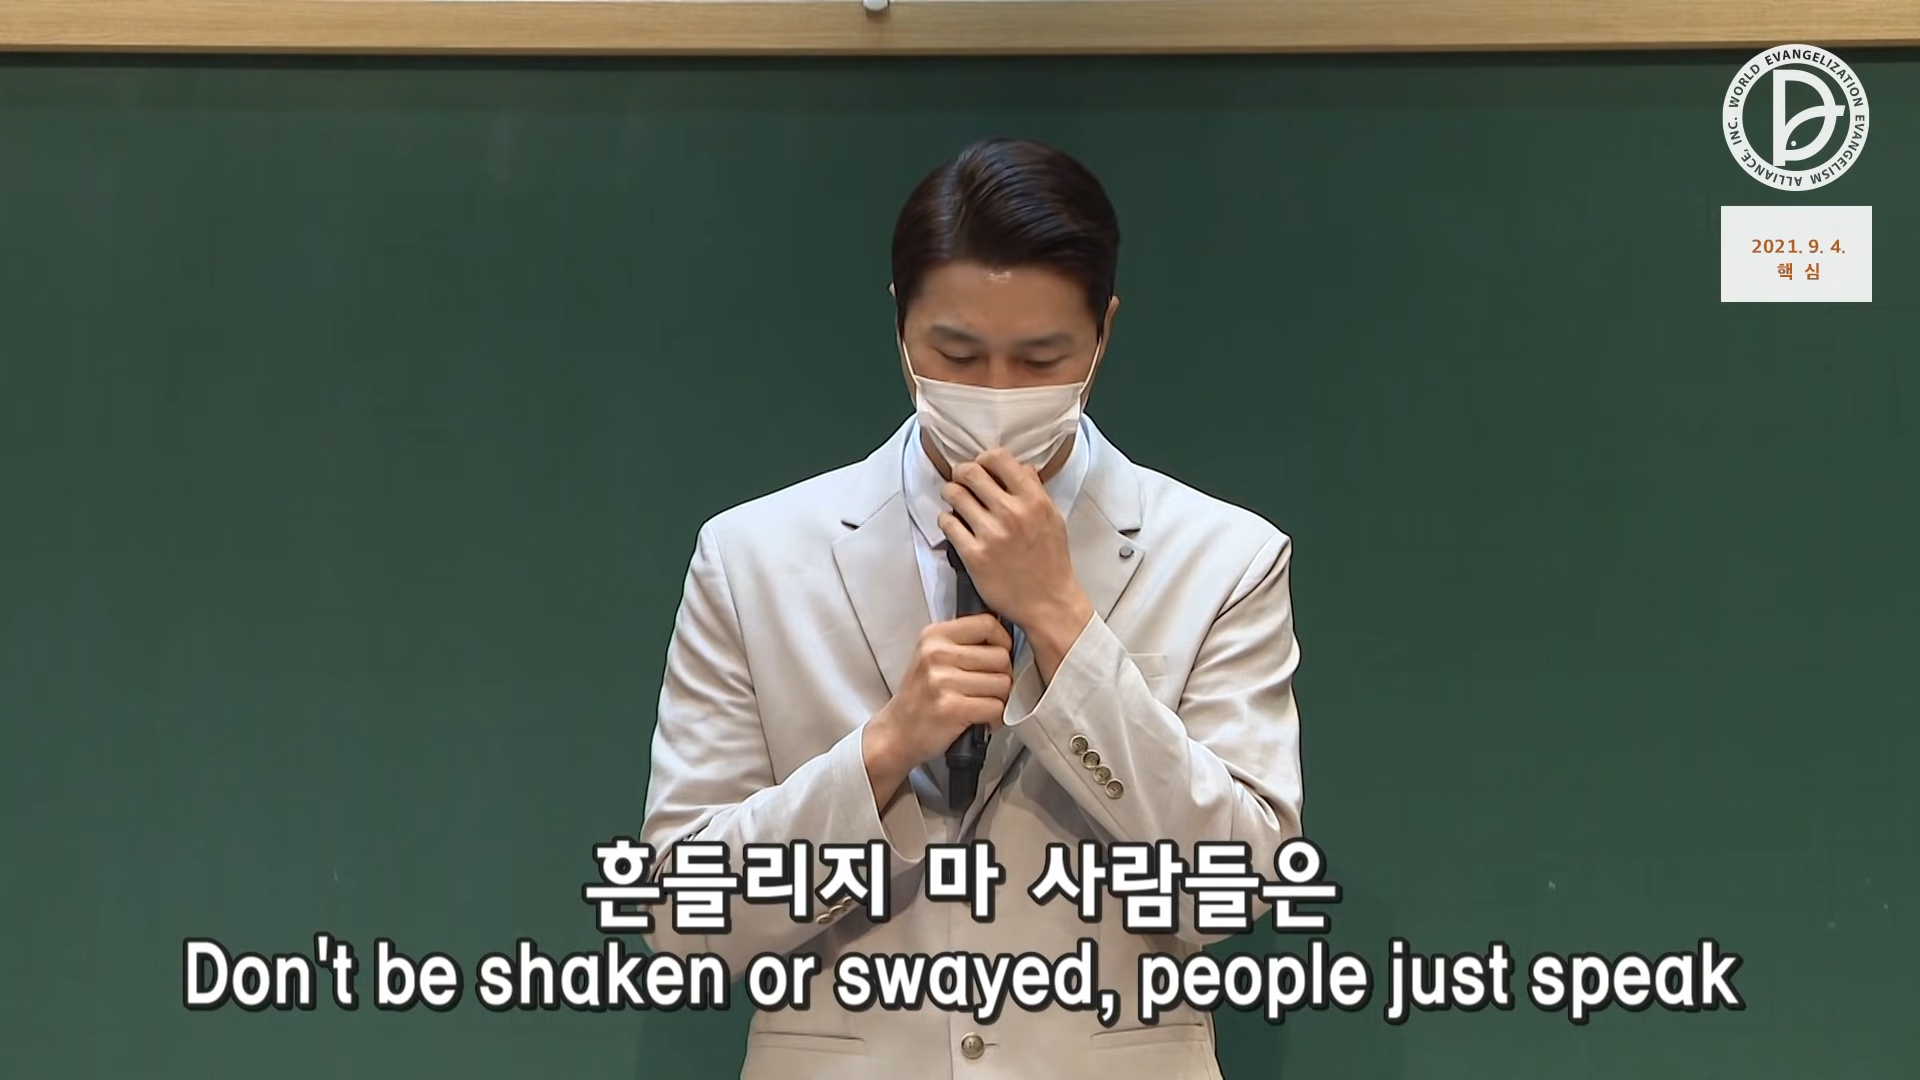 WORLD EVANGELIZATION EVANGELISM ALLIANCE, INC.
2021. 9. 4.
핵 심
흔들리지 마 사람들은
Don't be shaken or swayed, people just speak